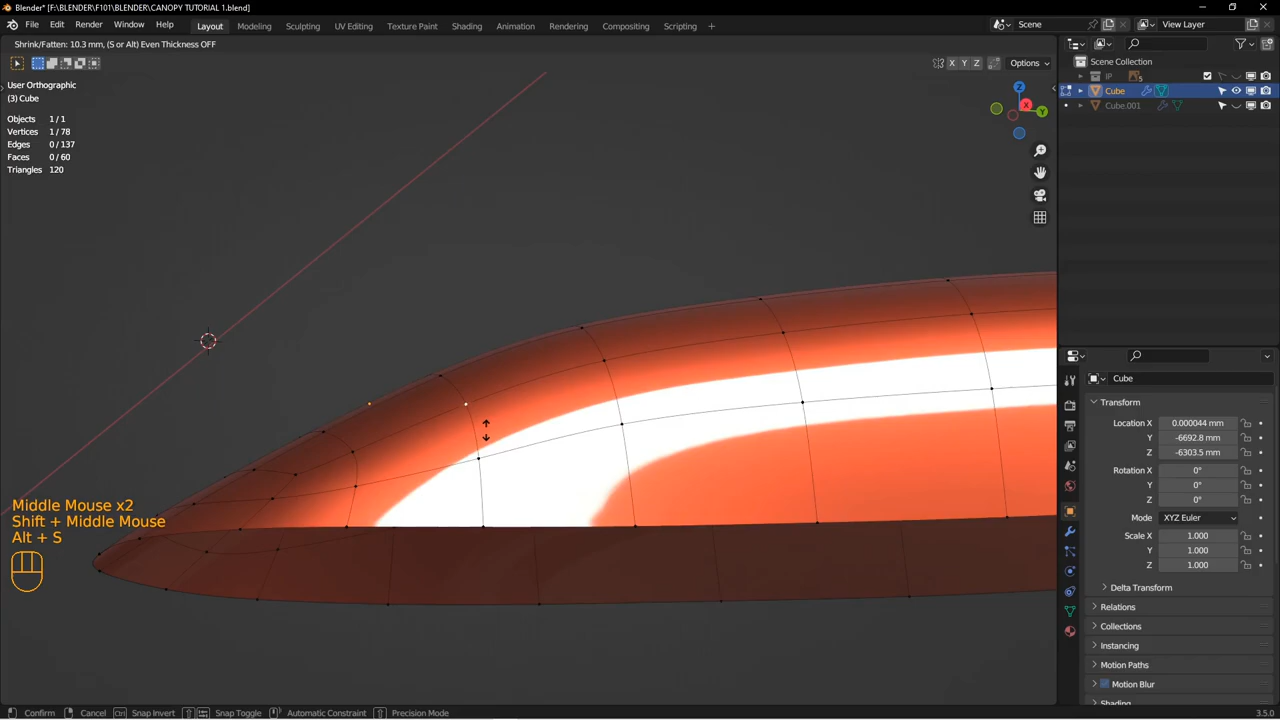 Blender* [F:\BLENDER\F101\BLENDER\CANOPY TUTORIAL 1.blend]
File Edit Render Window Help Layout Modeling Sculpting UV Editing Texture Paint Shading Animation Rendering Compositing Scripting Scene View Layer
Shrink/Fatten: 10.3 mm, (S or Alt) Even Thickness OFF
X Y Z Options
User Orthographic
(3) Cube
Objects 1 / 1
Vertices 1 / 78
Edges 0 / 137
Faces 0 / 60
Triangles 120
Z
X
Y
Scene Collection
IP 5
Cube
Cube.001
Middle Mouse x2
Shift + Middle Mouse
Alt + S
Cube
Transform
Location X 0.000044 mm
Y -6692.8 mm
Z -6303.5 mm
Rotation X 0°
Y 0°
Z 0°
Mode XYZ Euler
Scale X 1.000
Y 1.000
Z 1.000
Delta Transform
Relations
Collections
Instancing
Motion Paths
Motion Blur
Shading
Confirm Cancel Ctrl Snap Invert Snap Toggle Automatic Constraint Precision Mode 3.5.0